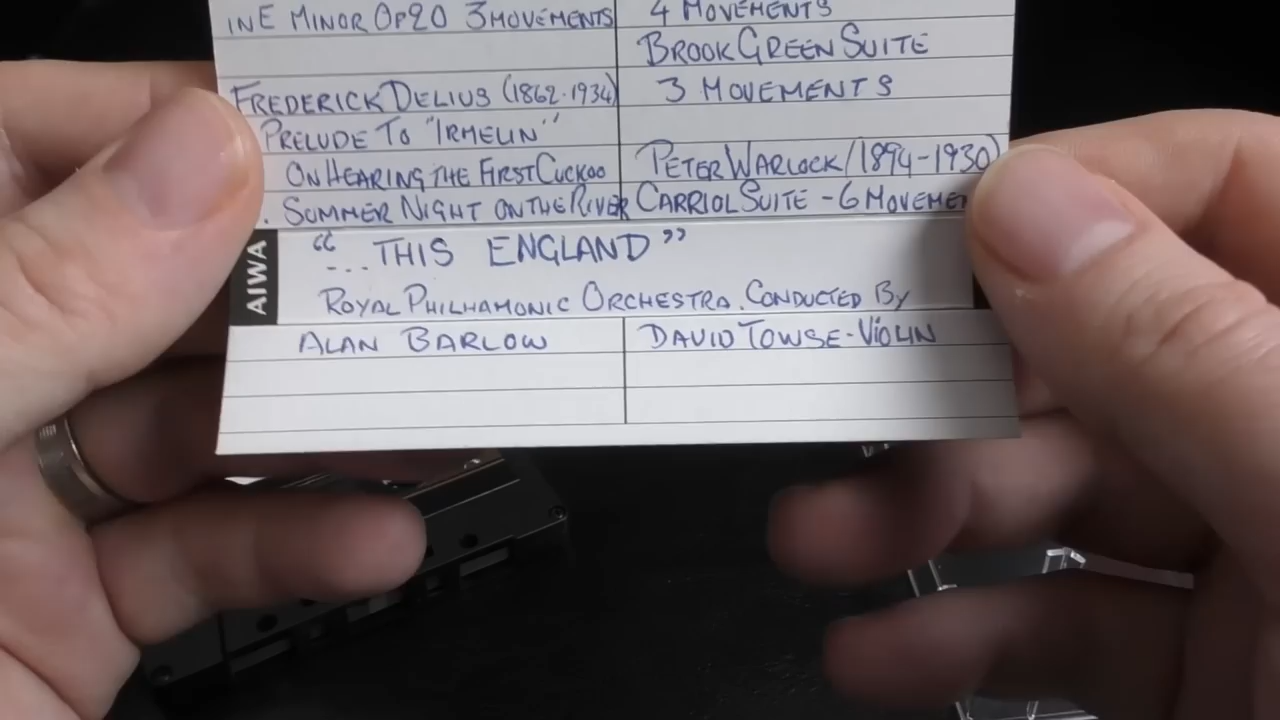 INE MINOR OP20 3 MOVEMENTS
FREDERICK DELIUS (1862-1934)
PRELUDE TO "IRMELIN"
ON HEARING THE FIRST CUCKOO
. SUMMER NIGHT ON THE RIVER
4 MOVEMENTS
BROOK GREEN SUITE
3 MOVEMENTS
PETER WARLOCK (1894-1930)
CARRIOL SUITE - 6 MOVEMEN
AIWA
"...THIS ENGLAND"
ROYAL PHILHAMONIC ORCHESTRA. CONDUCTED By
ALAN BARLOW
DAVID TOWSE - VIOLIN